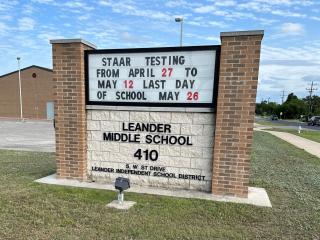 STAAR TESTING
FROM APRIL 27 TO
MAY 12 LAST DAY
OF SCHOOL MAY 26
LEANDER
MIDDLE SCHOOL
410
S. W ST DRIVE
LEANDER INDEPENDENT SCHOOL DISTRICT